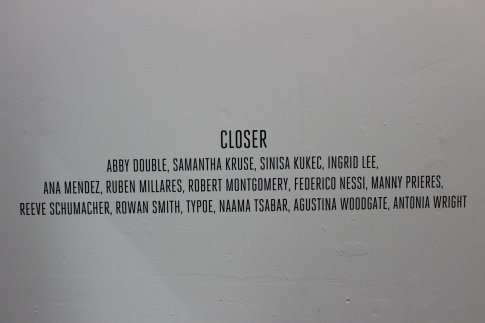 CLOSER
ABBY DOUBLE, SAMANTHA KRUSE, SINISA KUKEC, INGRID LEE,
ANA MENDEZ, RUBEN MILLARES, ROBERT MONTGOMERY, FEDERICO NESSI, MANNY PRIERES,
REEVE SCHUMACHER, ROWAN SMITH, TYPOE, NAAMA TSABAR, AGUSTINA WOODGATE, ANTONIA WRIGHT